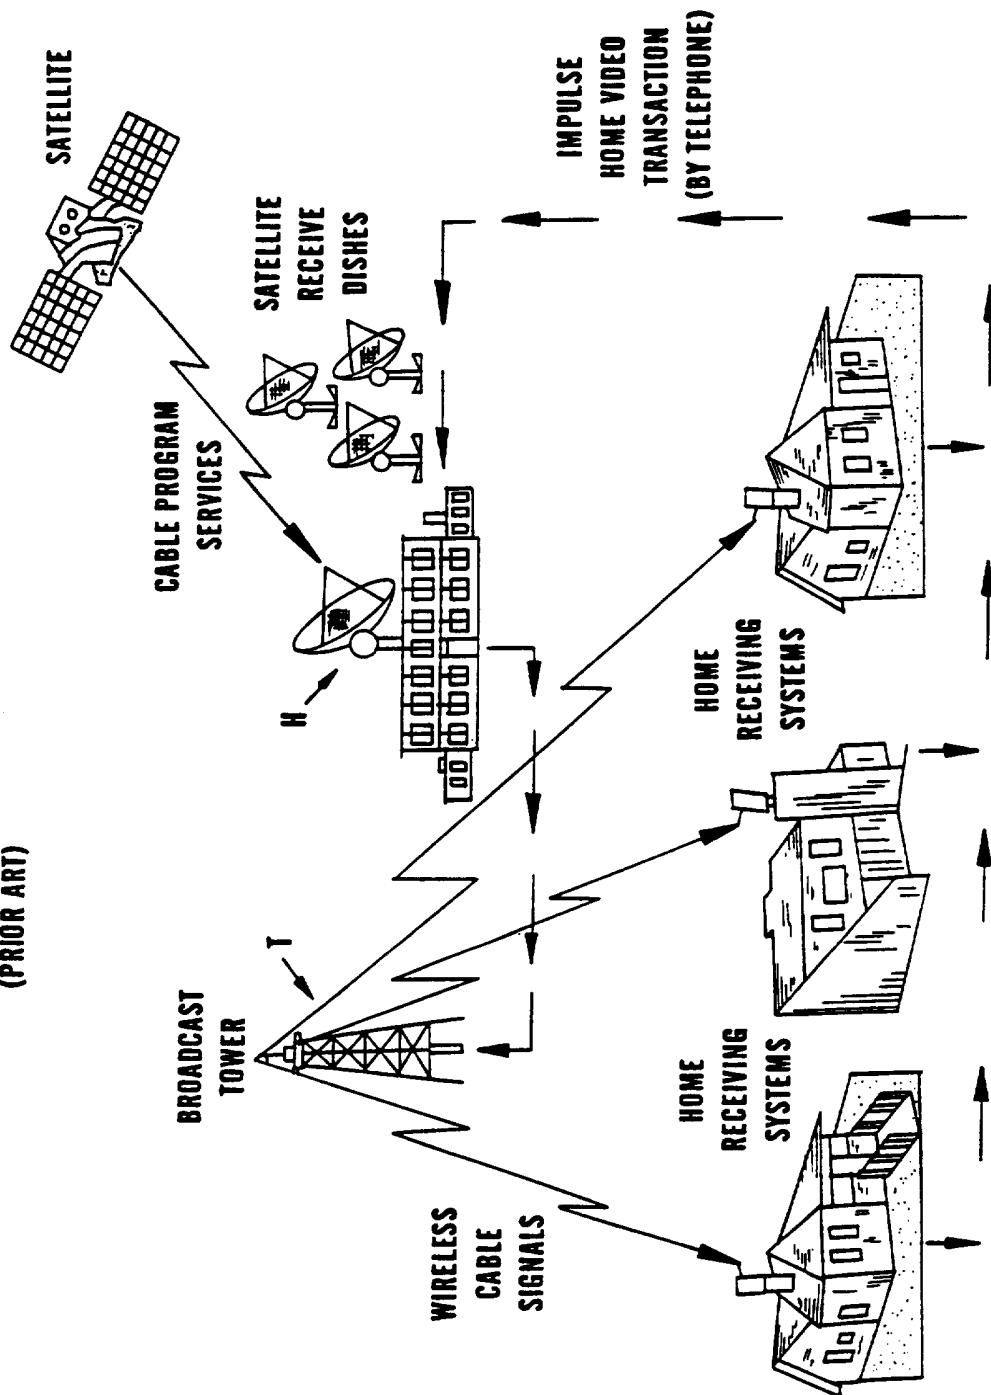 (PRIOR ART)
SATELLITE
CABLE PROGRAM
SERVICES
SATELLITE
RECEIVE
DISHES
IMPULSE
HOME VIDEO
TRANSACTION
(BY TELEPHONE)
H
BROADCAST
TOWER
T
WIRELESS
CABLE
SIGNALS
HOME
RECEIVING
SYSTEMS
HOME
RECEIVING
SYSTEMS